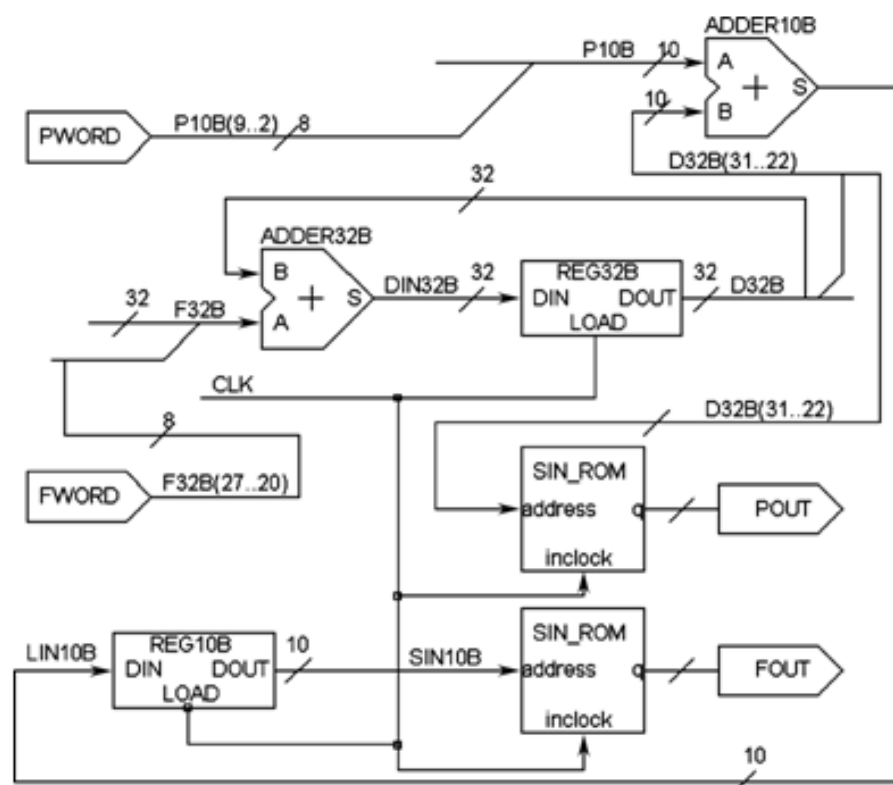 ADDER10B
P10B 10 A
+ S
10 B
PWORD P10B(9..2) 8
D32B(31..22)
32
ADDER32B
B
+ S
DIN32B 32
REG32B
DIN DOUT
LOAD
32 D32B
32 F32B A
CLK
8
D32B(31..22)
FWORD F32B(27..20)
SIN_ROM
address q
inclock
POUT
LIN10B
REG10B
DIN DOUT
LOAD
10 SIN10B
SIN_ROM
address q
inclock
FOUT
10